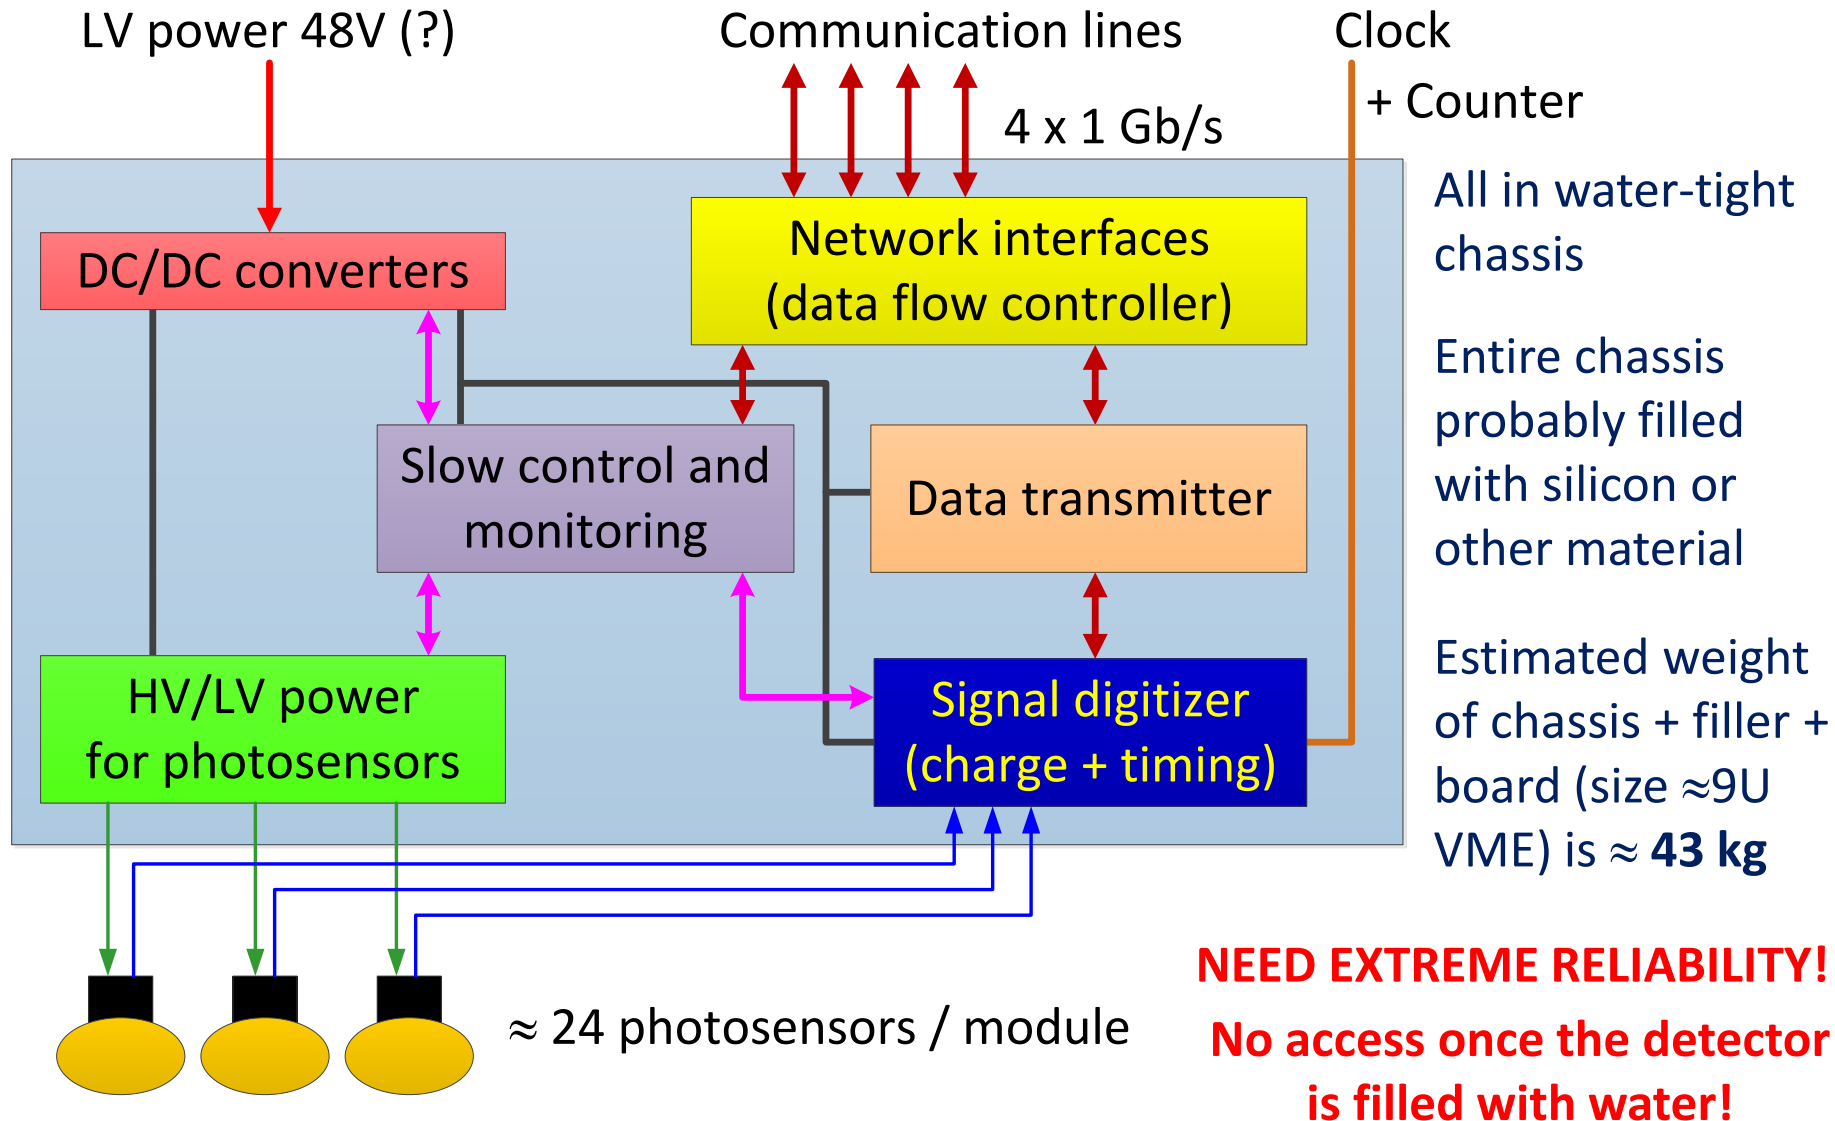 LV power 48V (?)
Communication lines
Clock
+ Counter
4 x 1 Gb/s
DC/DC converters
Network interfaces
(data flow controller)
Slow control and
monitoring
Data transmitter
HV/LV power
for photosensors
Signal digitizer
(charge + timing)
≈ 24 photosensors / module
All in water-tight
chassis
Entire chassis
probably filled
with silicon or
other material
Estimated weight
of chassis + filler +
board (size ≈9U
VME) is ≈ 43 kg
NEED EXTREME RELIABILITY!
No access once the detector
is filled with water!